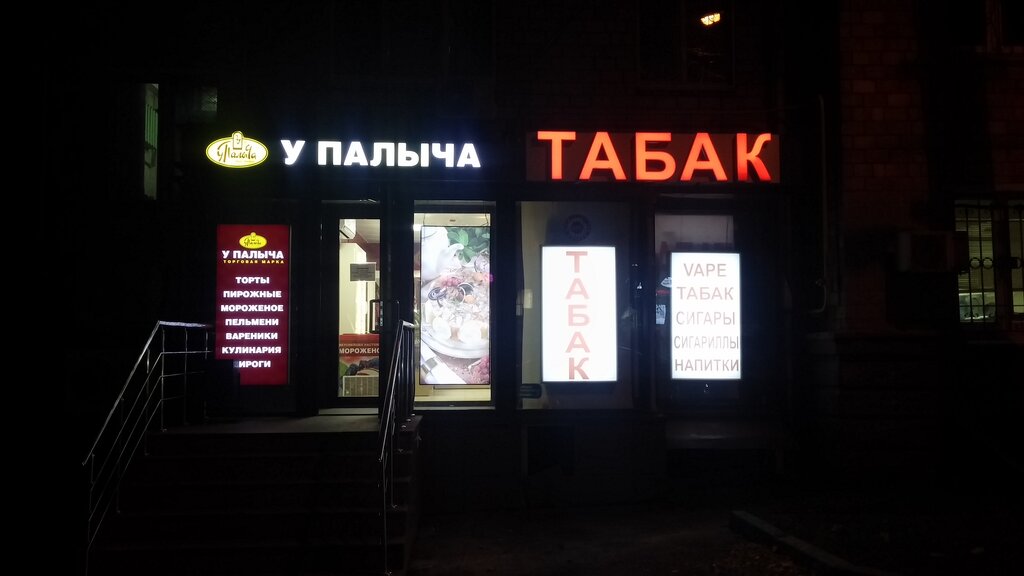 У Палыча
У ПАЛЫЧА
ТАБАК
У ПАЛЫЧА
ТОРГОВАЯ МАРКА
ТОРТЫ
ПИРОЖНЫЕ
МОРОЖЕНОЕ
ПЕЛЬМЕНИ
ВАРЕНИКИ
КУЛИНАРИЯ
ИРОГИ
МОРОЖЕНО
ТАБАК
VAPE
ТАБАК
СИГАРЫ
СИГАРИЛЛЫ
НАПИТКИ